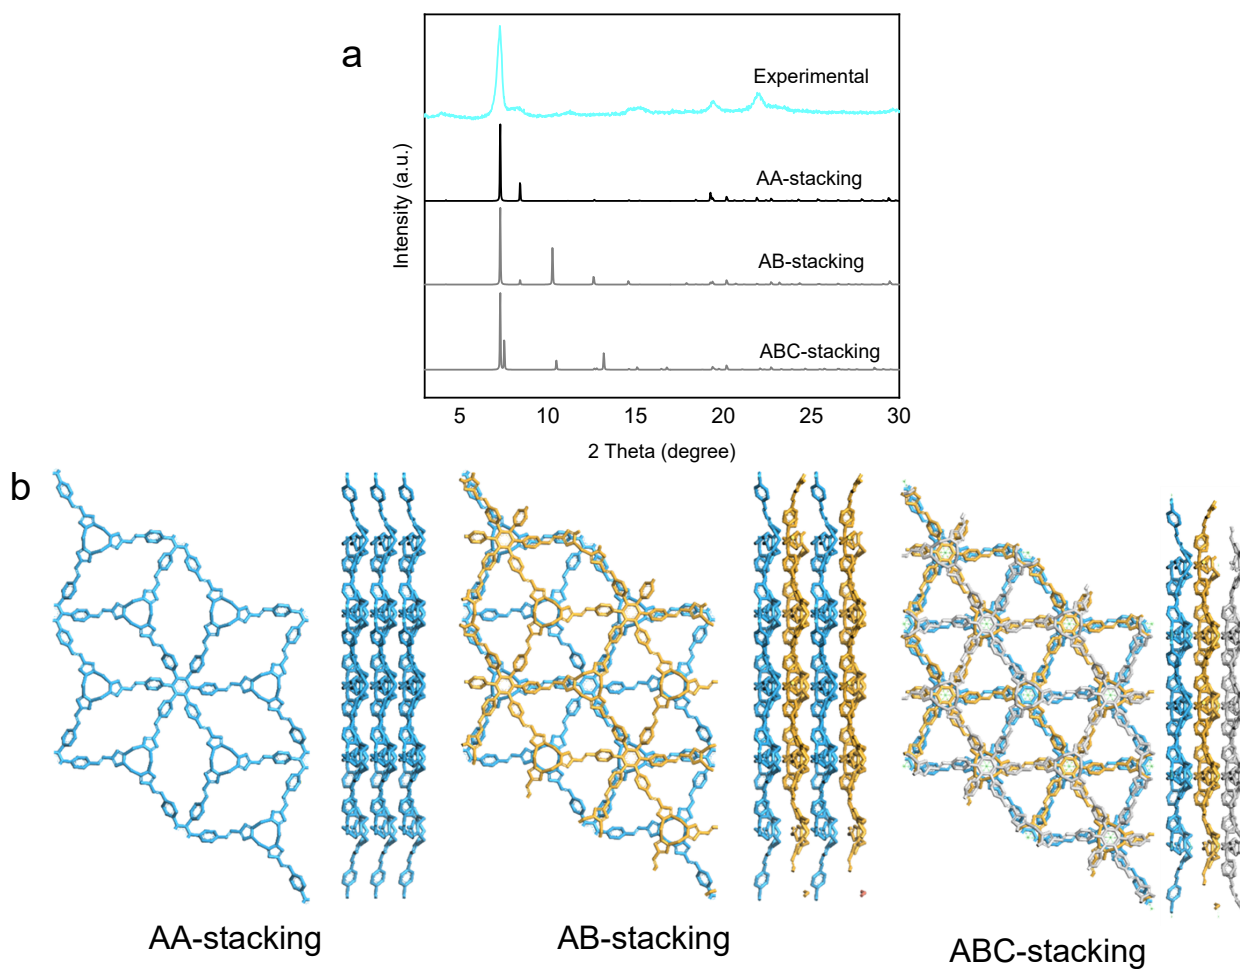 a
Experimental
AA-stacking
AB-stacking
ABC-stacking
Intensity (a.u.)
5 10 15 20 25 30
2 Theta (degree)
b
AA-stacking
AB-stacking
ABC-stacking